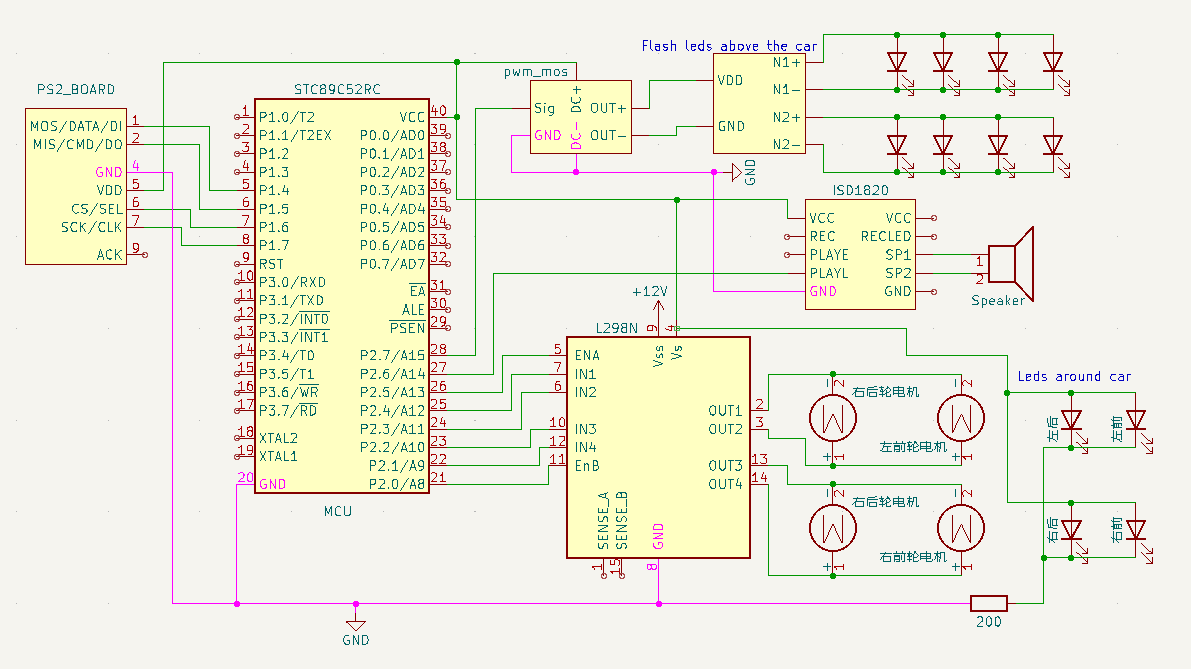 Flash leds above the car
PS2_BOARD
MOS/DATA/DI
1
MIS/CMD/DO
2
GND
4
VDD
5
CS/SEL
6
SCK/CLK
7
ACK
9
STC89C52RC
1
P1.0/T2
2
P1.1/T2EX
3
P1.2
4
P1.3
5
P1.4
6
P1.5
7
P1.6
8
P1.7
9
RST
10
P3.0/RXD
11
P3.1/TXD
12
P3.2/INT0
13
P3.3/INT1
14
P3.4/T0
15
P3.5/T1
16
P3.6/WR
17
P3.7/RD
18
XTAL2
19
XTAL1
20
GND
VCC
40
P0.0/AD0
39
P0.1/AD1
38
P0.2/AD2
37
P0.3/AD3
36
P0.4/AD4
35
P0.5/AD5
34
P0.6/AD6
33
P0.7/AD7
32
EA
31
ALE
30
PSEN
29
P2.7/A15
28
P2.6/A14
27
P2.5/A13
26
P2.4/A12
25
P2.3/A11
24
P2.2/A10
23
P2.1/A9
22
P2.0/A8
21
MCU
pwm_mos
Sig
GND
DC+
DC-
OUT+
OUT-
VDD
GND
N1+
N1-
N2+
N2-
GND
ISD1820
VCC
REC
PLAYE
PLAYL
GND
VCC
RECLED
SP1
SP2
GND
1
2
Speaker
+12V
L298N
9
Vss
4
Vs
5
ENA
7
IN1
6
IN2
10
IN3
12
IN4
11
EnB
OUT1
2
OUT2
3
OUT3
13
OUT4
14
SENSE_A
1
SENSE_B
15
GND
8
右后轮电机
左前轮电机
右后轮电机
右前轮电机
M
M
M
M
- 2
- 2
+ 1
+ 1
- 2
- 2
+ 1
+ 1
Leds around car
左后
左前
右后
右前
200
GND